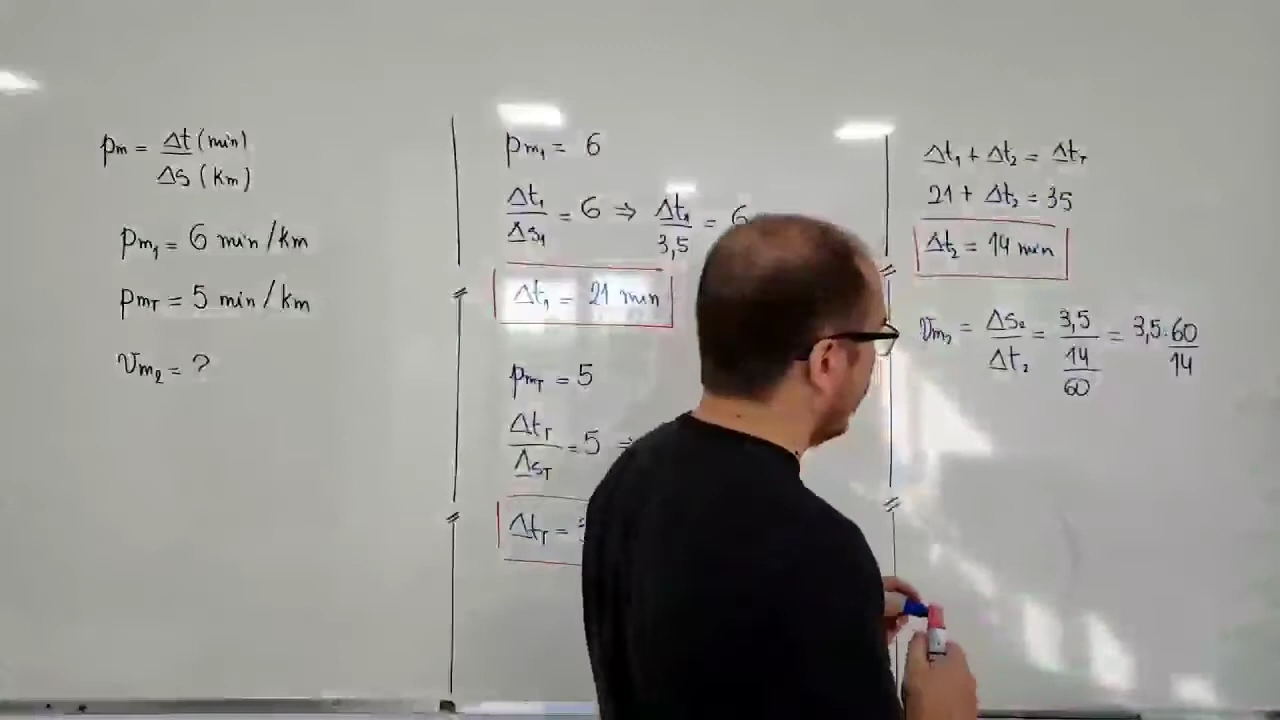 pm = Δt (min)
Δs (km)
pm₁ = 6 min/km
pmT = 5 min/km
vm₂ = ?
pm₁ = 6
Δt₁ = 6 ⇒ Δt₁ = 6
Δs₁ 3,5
Δt₁ = 21 min
pmT = 5
ΔtT = 5 ⇒
ΔsT
ΔtT =
Δt₁ + Δt₂ = ΔtT
21 + Δt₂ = 35
Δt₂ = 14 min
vm₂ = Δs₂ = 3,5 = 3,5.60
Δt₂ 14 14
60